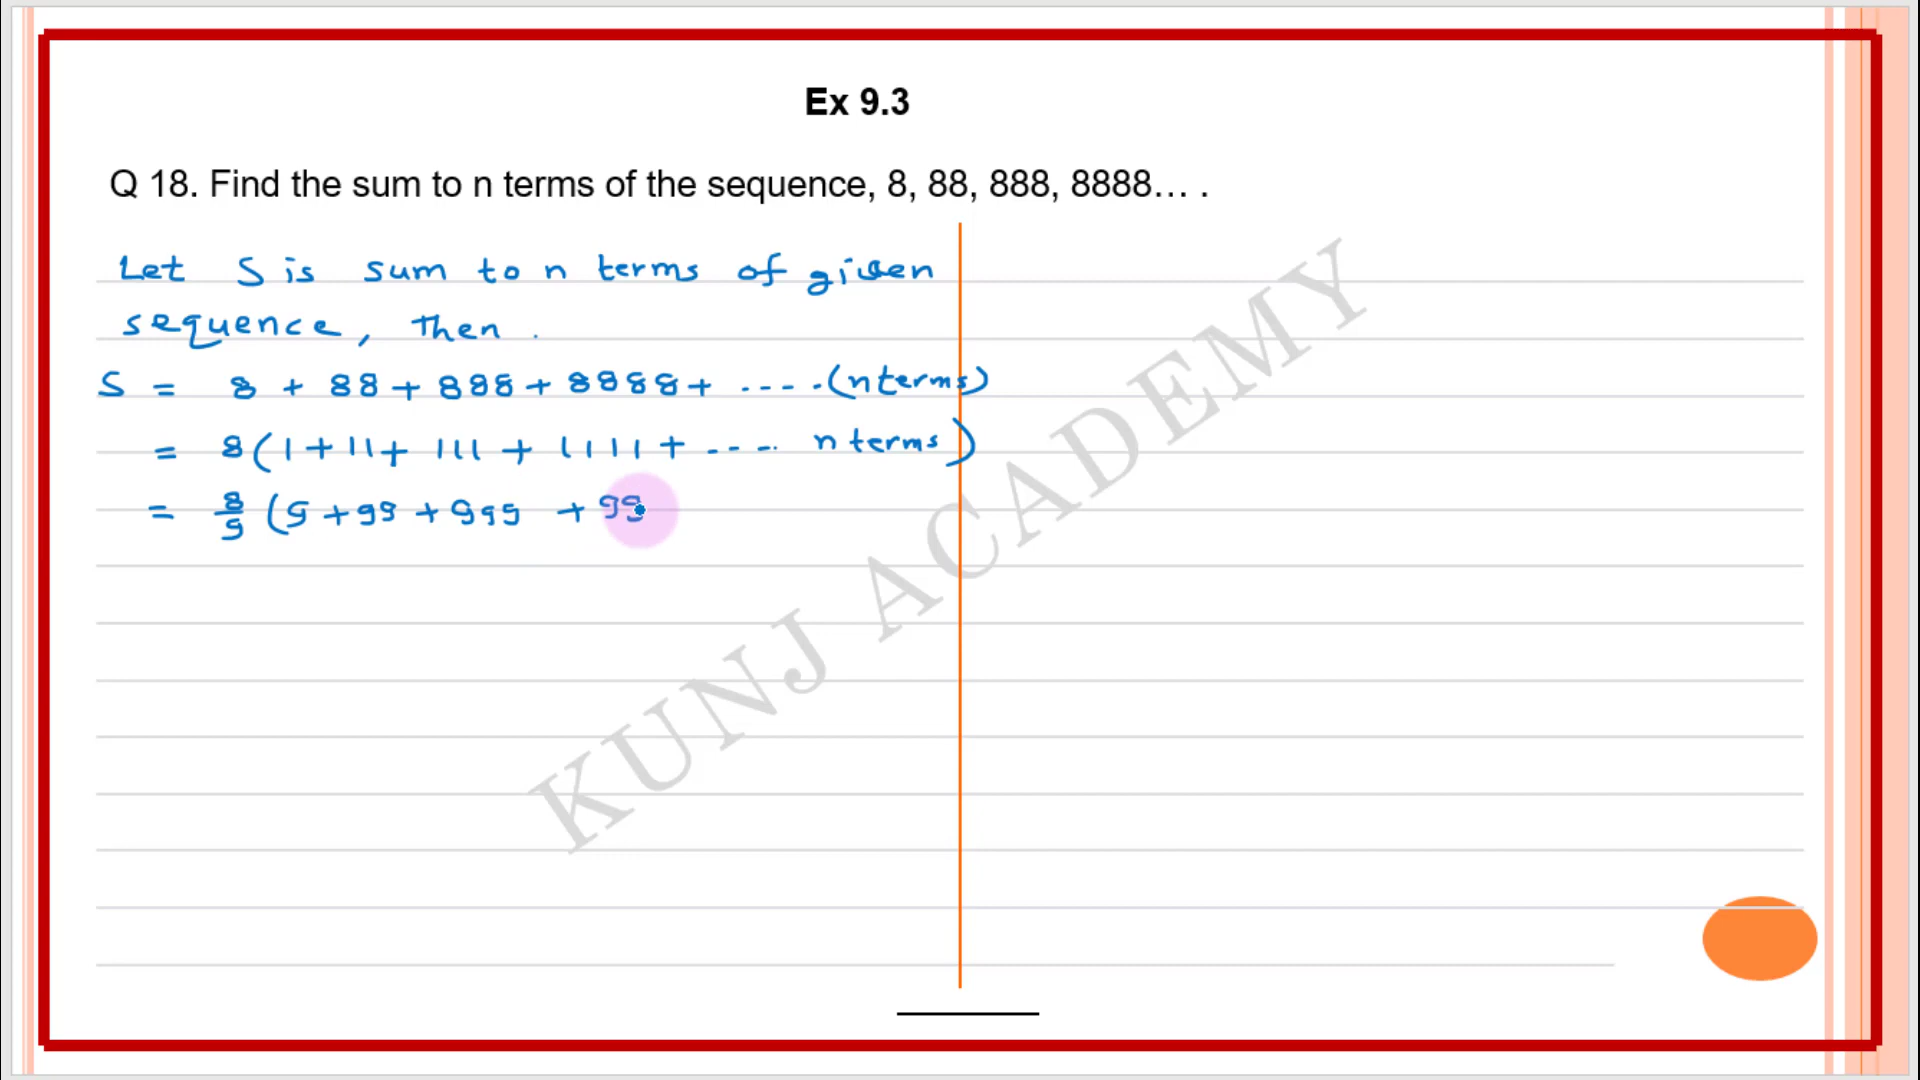 Ex 9.3
Q 18. Find the sum to n terms of the sequence, 8, 88, 888, 8888… .
Let S is sum to n terms of given
sequence, then .
S = 8 + 88 + 888 + 8888 + ..... (n terms)
= 8 ( 1 + 11 + 111 + 1111 + .... n terms )
= 8/9 ( 9 + 99 + 999 + 99
KUNJ ACADEMY